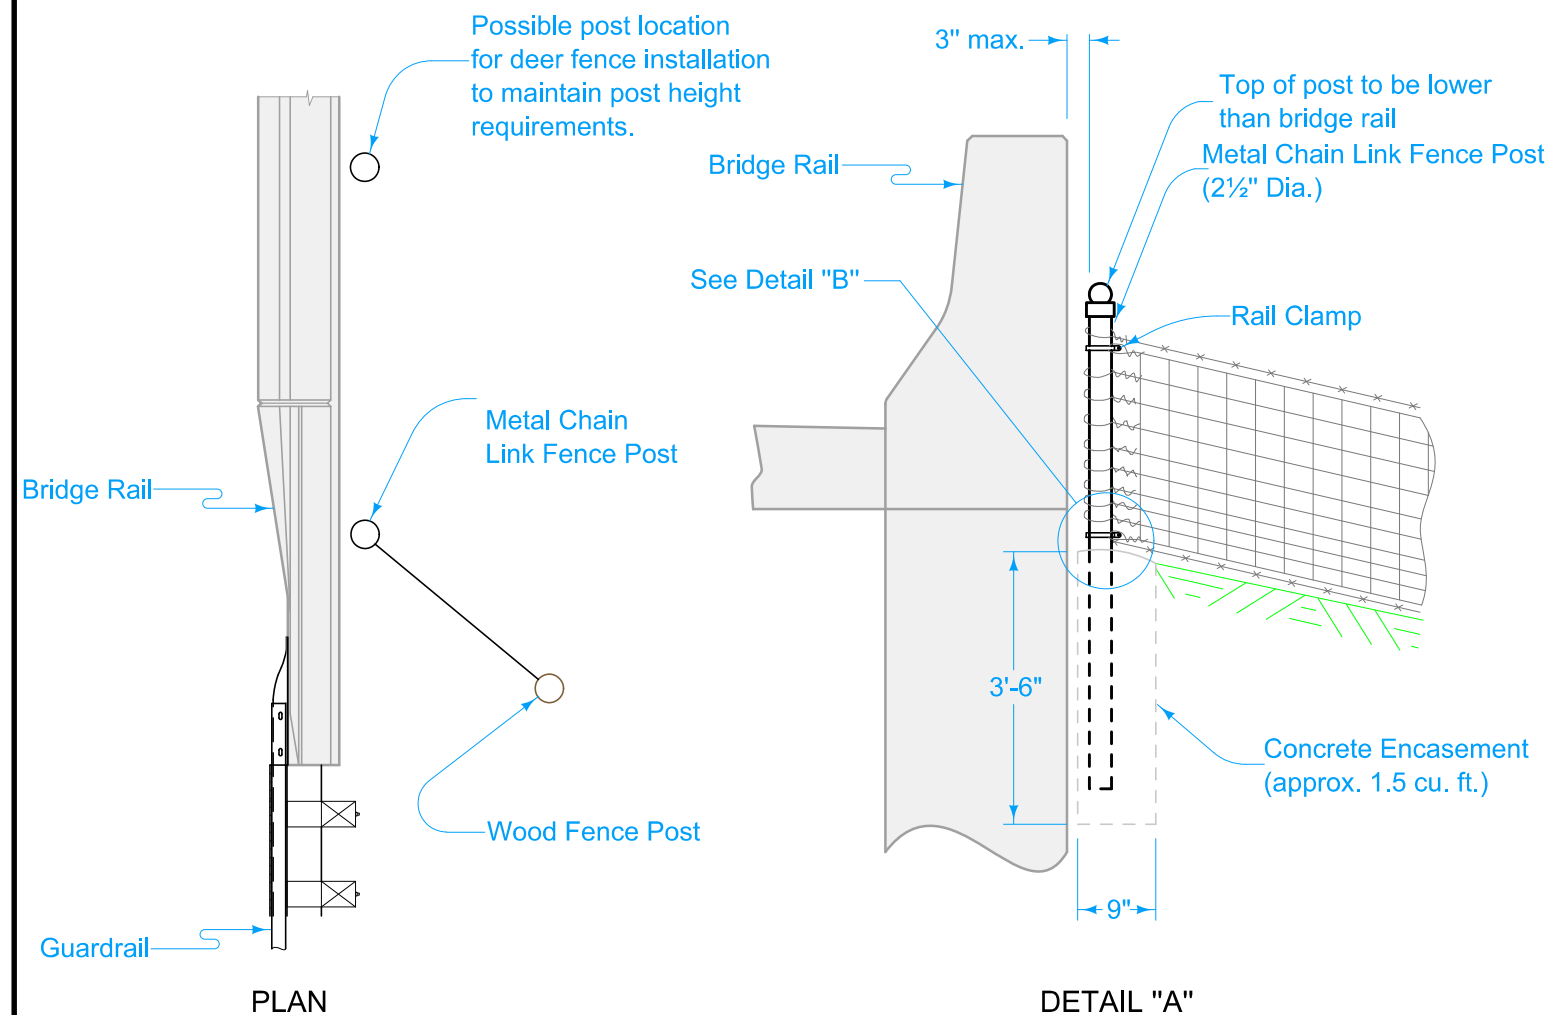 Possible post location
for deer fence installation
to maintain post height
requirements.
Metal Chain
Link Fence Post
Bridge Rail
Wood Fence Post
Guardrail
PLAN
3" max.
Top of post to be lower
than bridge rail
Metal Chain Link Fence Post
(2½" Dia.)
Bridge Rail
See Detail "B"
Rail Clamp
3'-6"
Concrete Encasement
(approx. 1.5 cu. ft.)
9"
DETAIL "A"